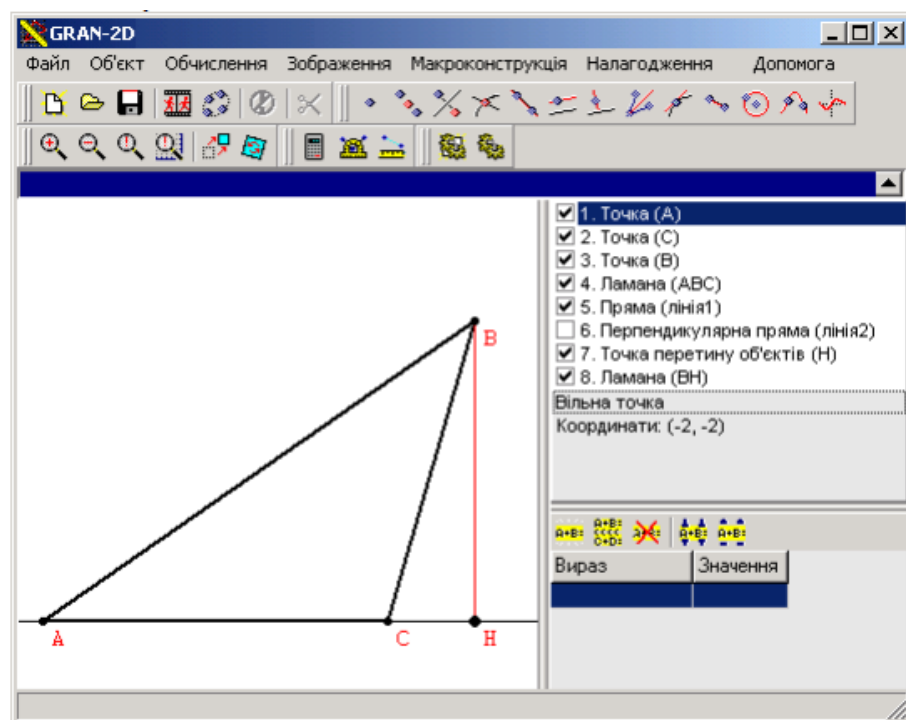 GRAN-2D
Файл Об'єкт Обчислення Зображення Макроконструкція Налагодження Допомога
1. Точка (A)
2. Точка (C)
3. Точка (B)
4. Ламана (ABC)
5. Пряма (лінія1)
6. Перпендикулярна пряма (лінія2)
7. Точка перетину об'єктів (H)
8. Ламана (BH)
Вільна точка
Координати: (-2, -2)
B
A C H
Вираз Значення